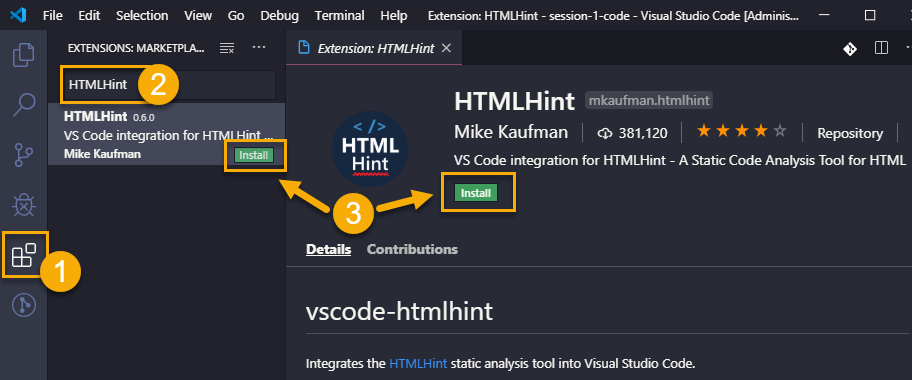 File Edit Selection View Go Debug Terminal Help Extension: HTMLHint - session-1-code - Visual Studio Code [Adminis...
EXTENSIONS: MARKETPLA...
HTMLHint
2
HTMLHint 0.6.0
VS Code integration for HTMLHint ...
Mike Kaufman
Install
1
3
Extension: HTMLHint
</>
HTML
Hint
HTMLHint mkaufman.htmlhint
Mike Kaufman 381,120 Repository
VS Code integration for HTMLHint - A Static Code Analysis Tool for HTML
Install
Details Contributions
vscode-htmlhint
Integrates the HTMLHint static analysis tool into Visual Studio Code.